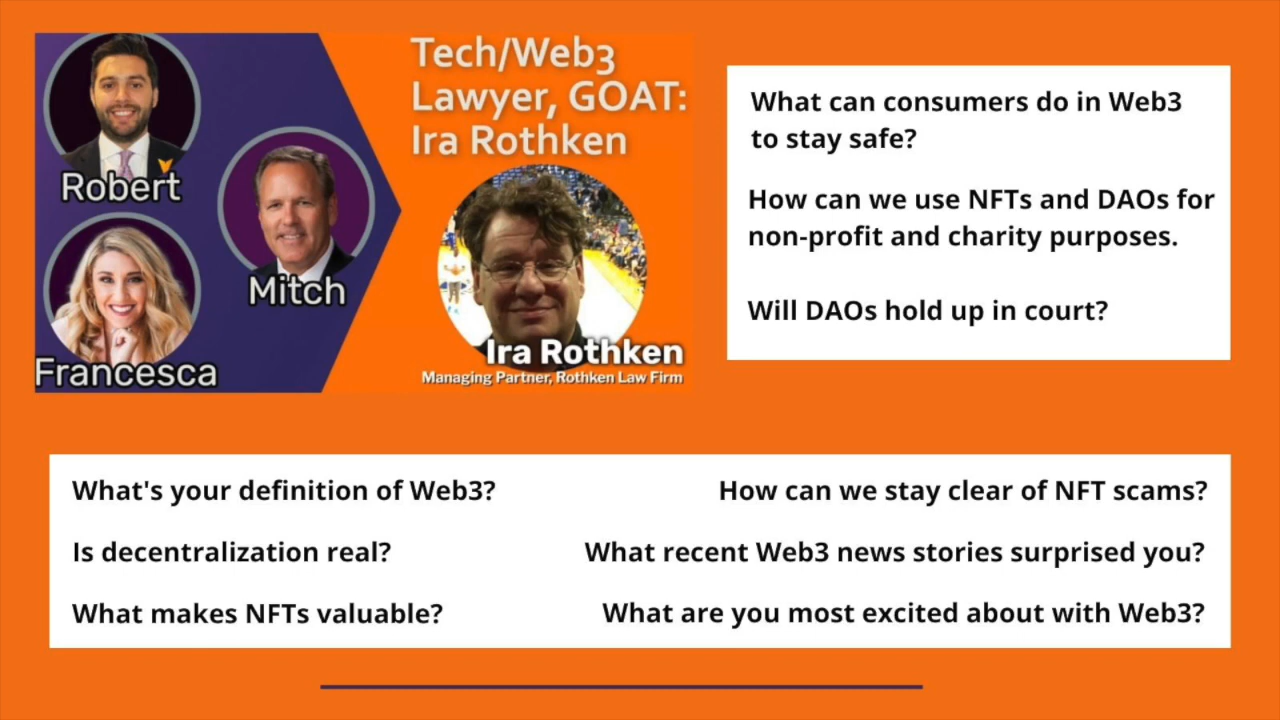 Robert
Mitch
Francesca
Tech/Web3
Lawyer, GOAT:
Ira Rothken
Ira Rothken
Managing Partner, Rothken Law Firm
What can consumers do in Web3
to stay safe?
How can we use NFTs and DAOs for
non-profit and charity purposes.
Will DAOs hold up in court?
What's your definition of Web3?
Is decentralization real?
What makes NFTs valuable?
How can we stay clear of NFT scams?
What recent Web3 news stories surprised you?
What are you most excited about with Web3?